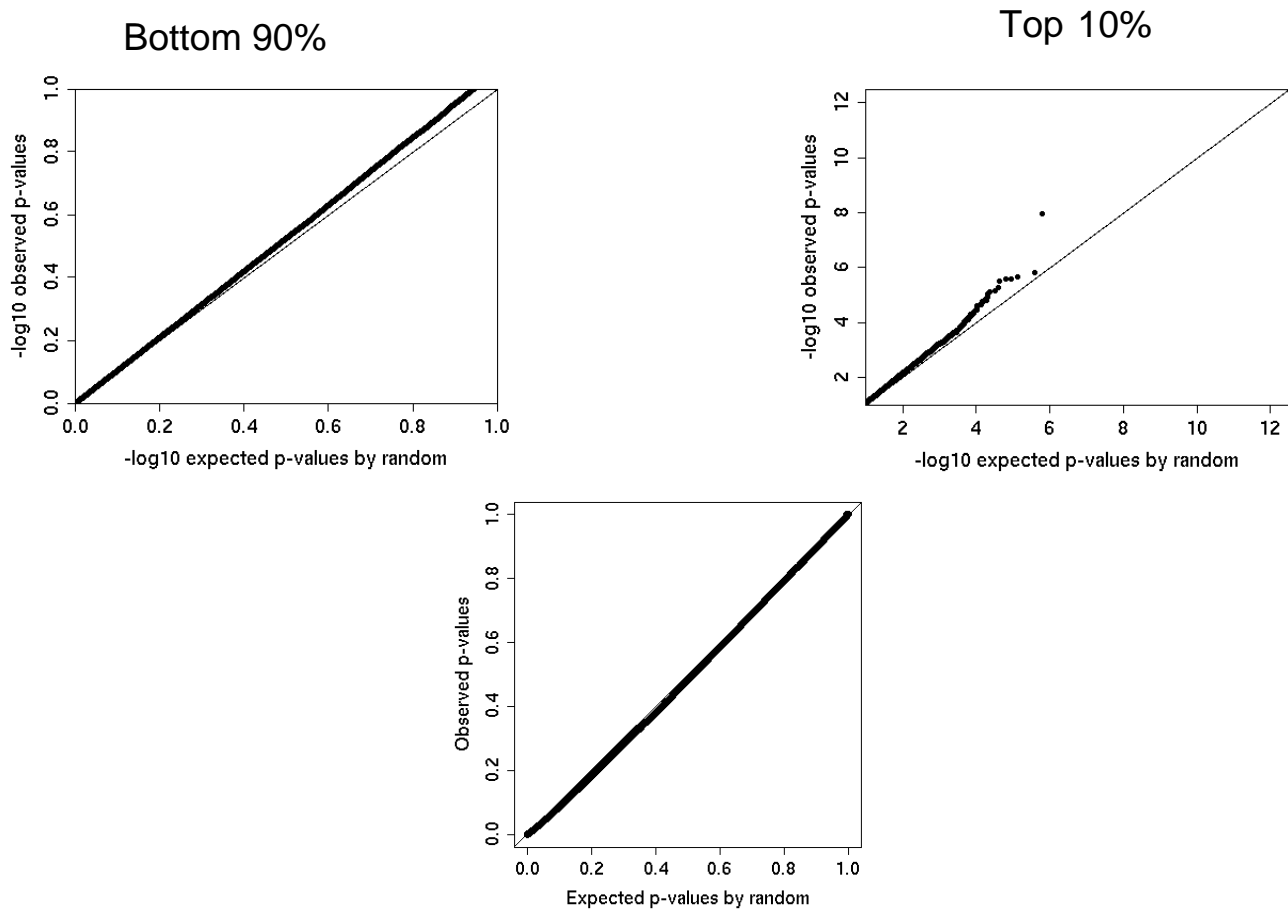 Bottom 90%
Top 10%
-log10 observed p-values
1.0
0.8
0.6
0.4
0.2
0.0
0.0 0.2 0.4 0.6 0.8 1.0
-log10 expected p-values by random
-log10 observed p-values
12
10
8
6
4
2
2 4 6 8 10 12
-log10 expected p-values by random
Observed p-values
1.0
0.8
0.6
0.4
0.2
0.0
0.0 0.2 0.4 0.6 0.8 1.0
Expected p-values by random